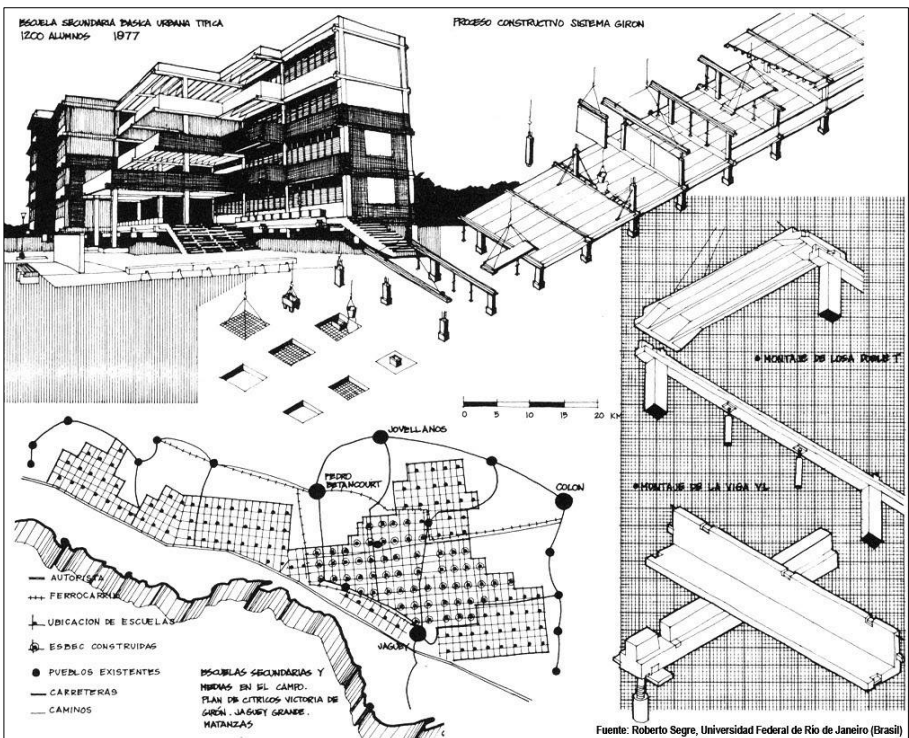 ESCUELA SECUNDARIA BASICA URBANA TIPICA
1200 ALUMNOS 1977
PROCESO CONSTRUCTIVO SISTEMA GIRON
MONTAJE DE LOSA DOBLE T
MONTAJE DE LA VIGA VL
0 5 10 15 20 KM
JOVELLANOS
PEDRO
BETANCOURT
COLON
JAGUEY
AUTOPISTA
FERROCARRIL
UBICACION DE ESCUELAS
ESBEC CONSTRUIDAS
PUEBLOS EXISTENTES
CARRETERAS
CAMINOS
ESCUELAS SECUNDARIAS Y
MEDIAS EN EL CAMPO.
PLAN DE CITRICOS VICTORIA DE
GIRÓN. JAGUEY GRANDE.
MATANZAS
Fuente: Roberto Segre, Universidad Federal de Río de Janeiro (Brasil)